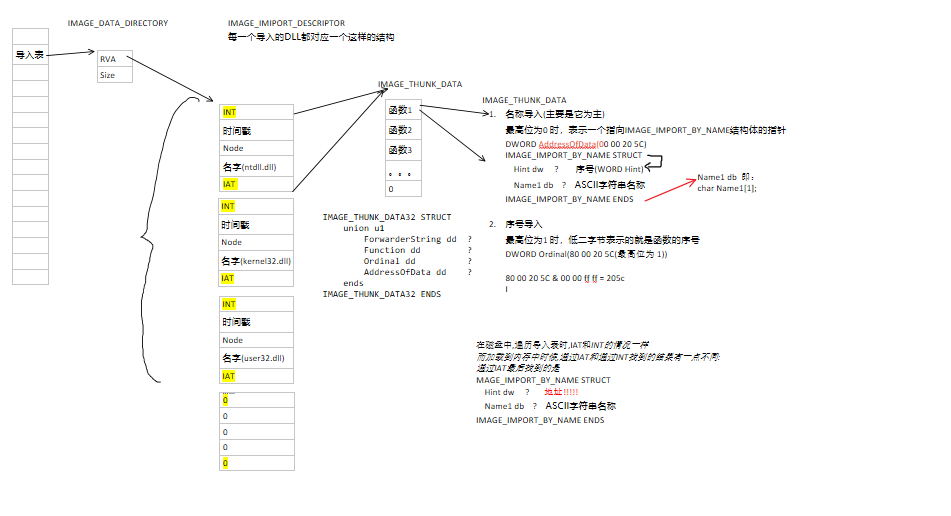 IMAGE_DATA_DIRECTORY
导入表
RVA
Size
IMAGE_IMIPORT_DESCRIPTOR
每一个导入的DLL都对应一个这样的结构
INT
时间戳
Node
名字(ntdll.dll)
IAT
INT
时间戳
Node
名字(kernel32.dll)
IAT
INT
时间戳
Node
名字(user32.dll)
IAT
0
0
0
0
0
IMAGE_THUNK_DATA
函数1
函数2
函数3
。。。
0
IMAGE_THUNK_DATA32 STRUCT
union u1
ForwarderString dd ?
Function dd ?
Ordinal dd ?
AddressOfData dd ?
ends
IMAGE_THUNK_DATA32 ENDS
IMAGE_THUNK_DATA
1. 名称导入(主要是它为主)
最高位为0 时，表示一个指向IMAGE_IMPORT_BY_NAME结构体的指针
DWORD AddressOfData(00 00 20 5C)
IMAGE_IMPORT_BY_NAME STRUCT
Hint dw ? 序号(WORD Hint)
Name1 db ? ASCII字符串名称
IMAGE_IMPORT_BY_NAME ENDS
Name1 db 即：
char Name1[1];
2. 序号导入
最高位为1 时，低二字节表示的就是函数的序号
DWORD Ordinal(80 00 20 5C(最高位为 1))
80 00 20 5C & 00 00 ff ff = 205c
在磁盘中,遍历导入表时,IAT和INT的情况一样
而加载到内存中时候,通过IAT和通过INT找到的结果有一点不同:
通过IAT最后找到的是
MAGE_IMPORT_BY_NAME STRUCT
Hint dw ? 地址!!!!!
Name1 db ? ASCII字符串名称
IMAGE_IMPORT_BY_NAME ENDS